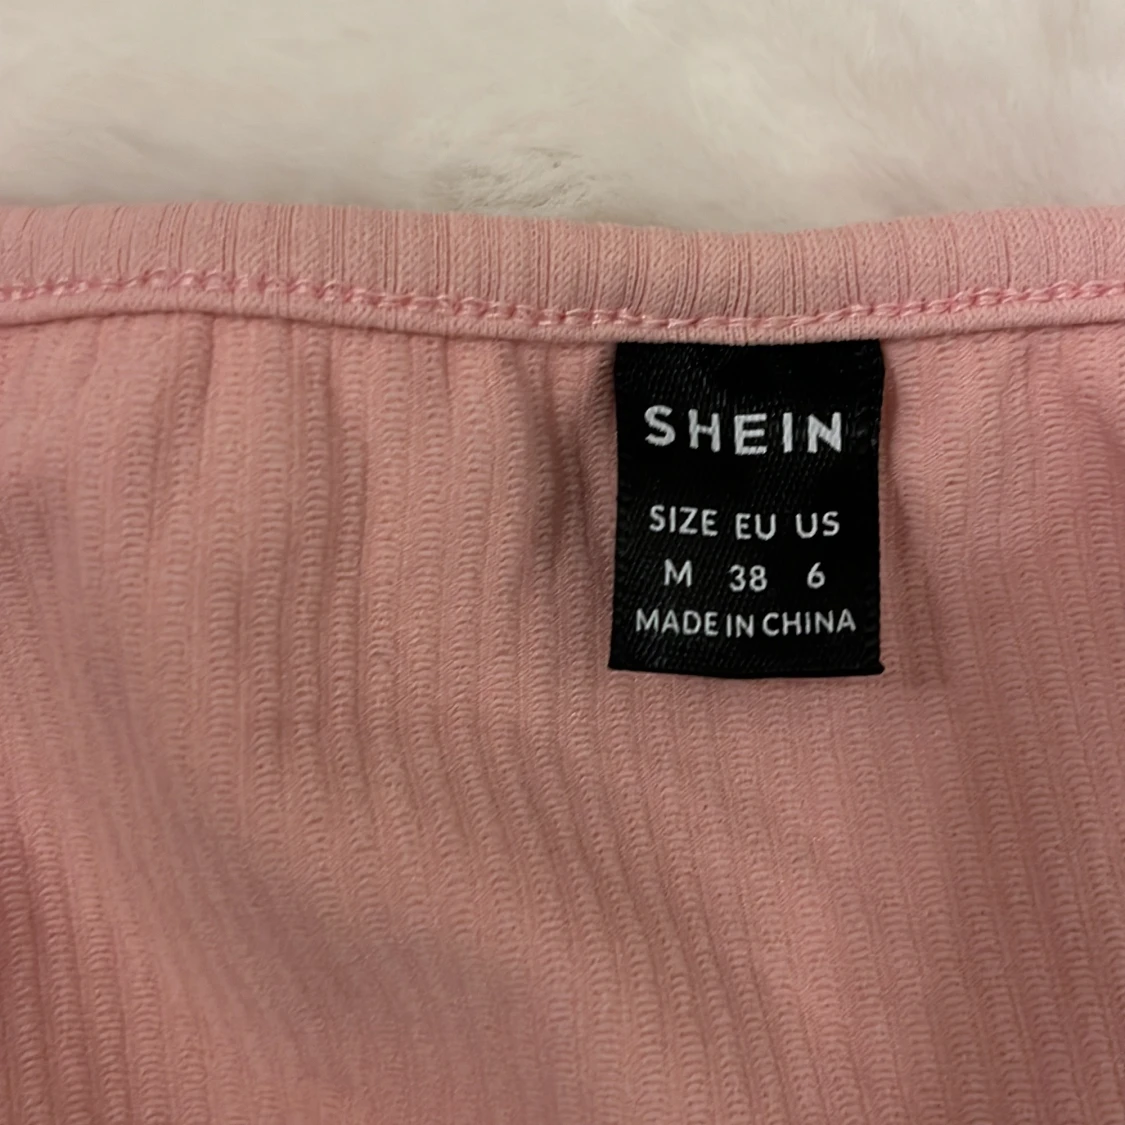 SHEIN
SIZE EU US
M 38 6
MADE IN CHINA